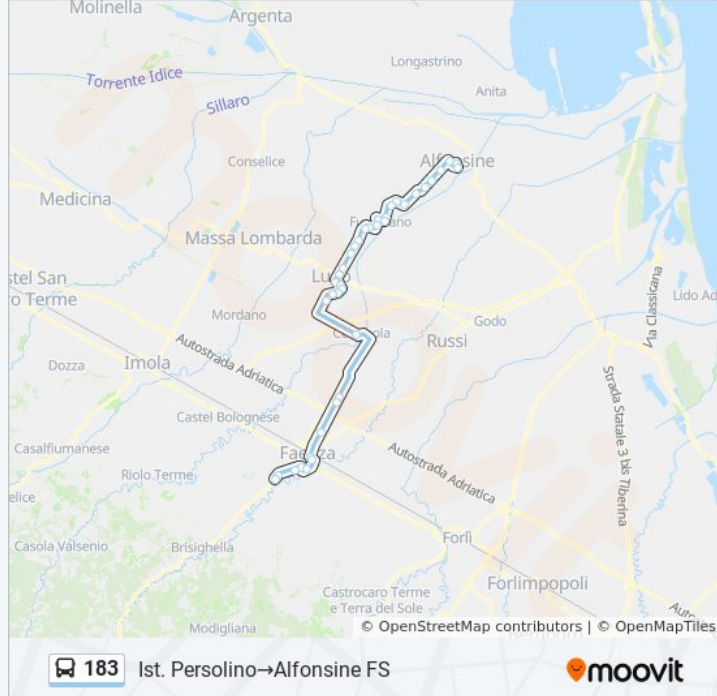 Molinella
Argenta
Longastrino
Torrente Idice
Anita
Sillaro
Conselice
Alfonsine
Medicina
Massa Lombarda
Lugo
stel San
ro Terme
Mordano
Lido Ad
Via Classicana
Godo
Russi
Dozza
Imola
Autostrada Adriatica
Castel Bolognese
Strada Statale 3 bis Tiberina
Casalfiumanese
Faenza
Autostrada Adriatica
Riolo Terme
elice
Casola Valsenio
Brisighella
Forlì
Forlimpopoli
Castrocaro Terme
e Terra del Sole
Auto
Modigliana
© OpenStreetMap contributors | © OpenMapTiles
183 Ist. Persolino→Alfonsine FS
moovit